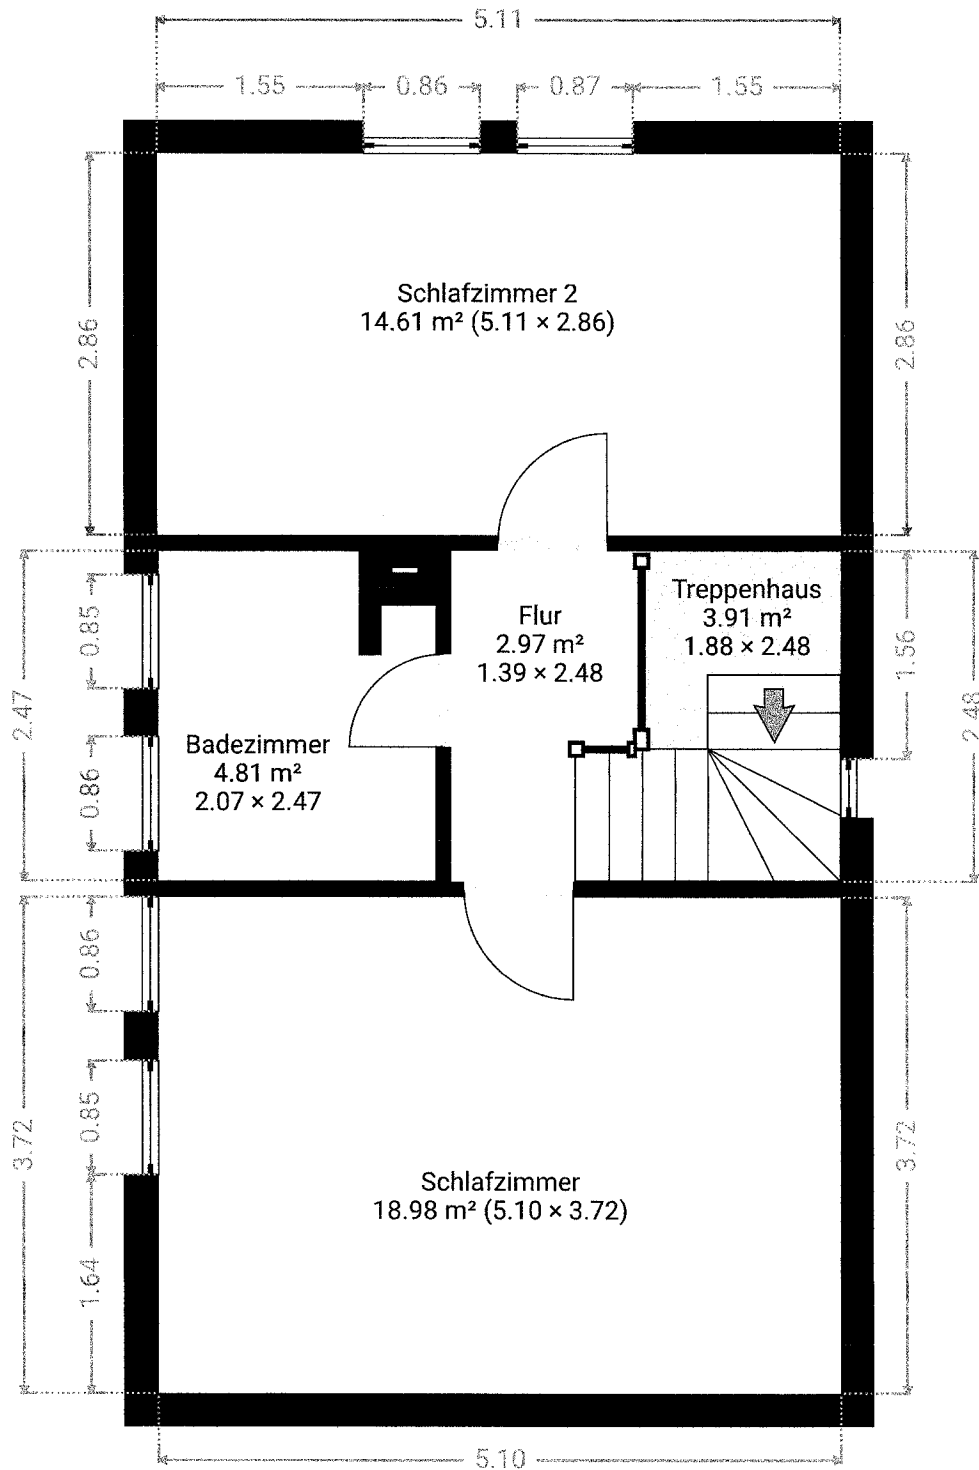 5.11
1.55
0.86
0.87
1.55
2.86
2.86
Schlafzimmer 2
14.61 m² (5.11 × 2.86)
0.85
2.47
0.86
Flur
2.97 m²
1.39 × 2.48
Treppenhaus
3.91 m²
1.88 × 2.48
1.56
2.48
Badezimmer
4.81 m²
2.07 × 2.47
0.86
0.85
3.72
1.64
3.72
Schlafzimmer
18.98 m² (5.10 × 3.72)
5.10